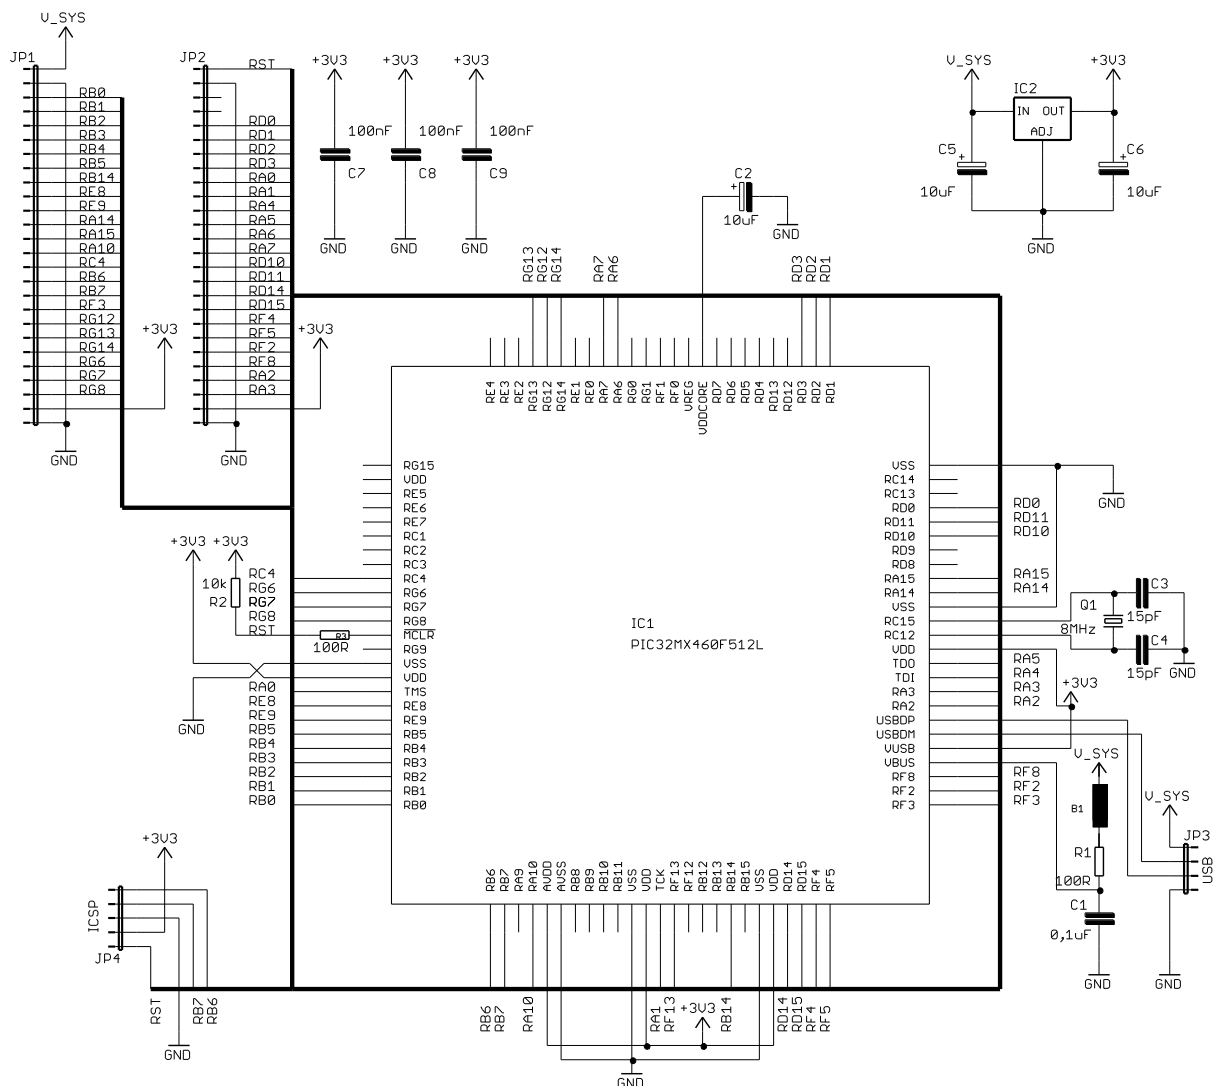 V_SYS
JP1
RB0
RB1
RB2
RB3
RB4
RB5
RB14
RE8
RE9
RA14
RA15
RA10
RC4
RB6
RB7
RF3
RG12
RG13
RG14
RG6
RG7
RG8
+3V3
GND
JP2
RST
RD0
RD1
RD2
RD3
RA0
RA1
RA4
RA5
RA6
RA7
RD10
RD11
RD14
RD15
RF4
RF5
RF2
RF8
RA2
RA3
+3V3
GND
+3V3 +3V3 +3V3
100nF 100nF 100nF
C7 C8 C9
GND GND GND
C2
+
10uF
GND
V_SYS +3V3
IC2
IN OUT
ADJ
C5 + + C6
10uF 10uF
GND
RG13
RG12
RG14
RA7
RA6
RD3
RD2
RD1
RE4
RE3
RE2
RG13
RG12
RG14
RE1
RE0
RA7
RA6
RG0
RG1
RF1
RF0
VREG
VDDCORE
RD7
RD6
RD5
RD4
RD13
RD12
RD3
RD2
RD1
RG15
VDD
RE5
RE6
RE7
RC1
RC2
RC3
RC4
RG6
RG7
RG8
MCLR
RG9
VSS
VDD
TMS
RE8
RE9
RB5
RB4
RB3
RB2
RB1
RB0
+3V3 +3V3
10k
R2
RC4
RG6
RG7
RG8
RST
R3
100R
GND
RA0
RE8
RE9
RB5
RB4
RB3
RB2
RB1
RB0
IC1
PIC32MX460F512L
VSS
RC14
RC13
RD0
RD11
RD10
RD9
RD8
RA15
RA14
VSS
RC15
RC12
VDD
TDO
TDI
RA3
RA2
USBDP
USBDM
VUSB
VBUS
RF8
RF2
RF3
GND
RD0
RD11
RD10
RA15
RA14
Q1
8MHz
C3
15pF
C4
15pF
GND
RA5
RA4
RA3
RA2
+3V3
RF8
RF2
RF3
V_SYS
B1
R1
100R
C1
0,1uF
GND
V_SYS
JP3
USB
GND
RB6
RB7
RA9
RA10
AVDD
AVSS
RB8
RB9
RB10
RB11
VSS
VDD
TCK
RF13
RF12
RB12
RB13
RB14
RB15
VSS
VDD
RD14
RD15
RF4
RF5
+3V3
ICSP
JP4
RST
RB7
RB6
GND
RB6
RB7
RA10
RA1
RF13
+3V3
RB14
RD14
RD15
RF4
RF5
GND